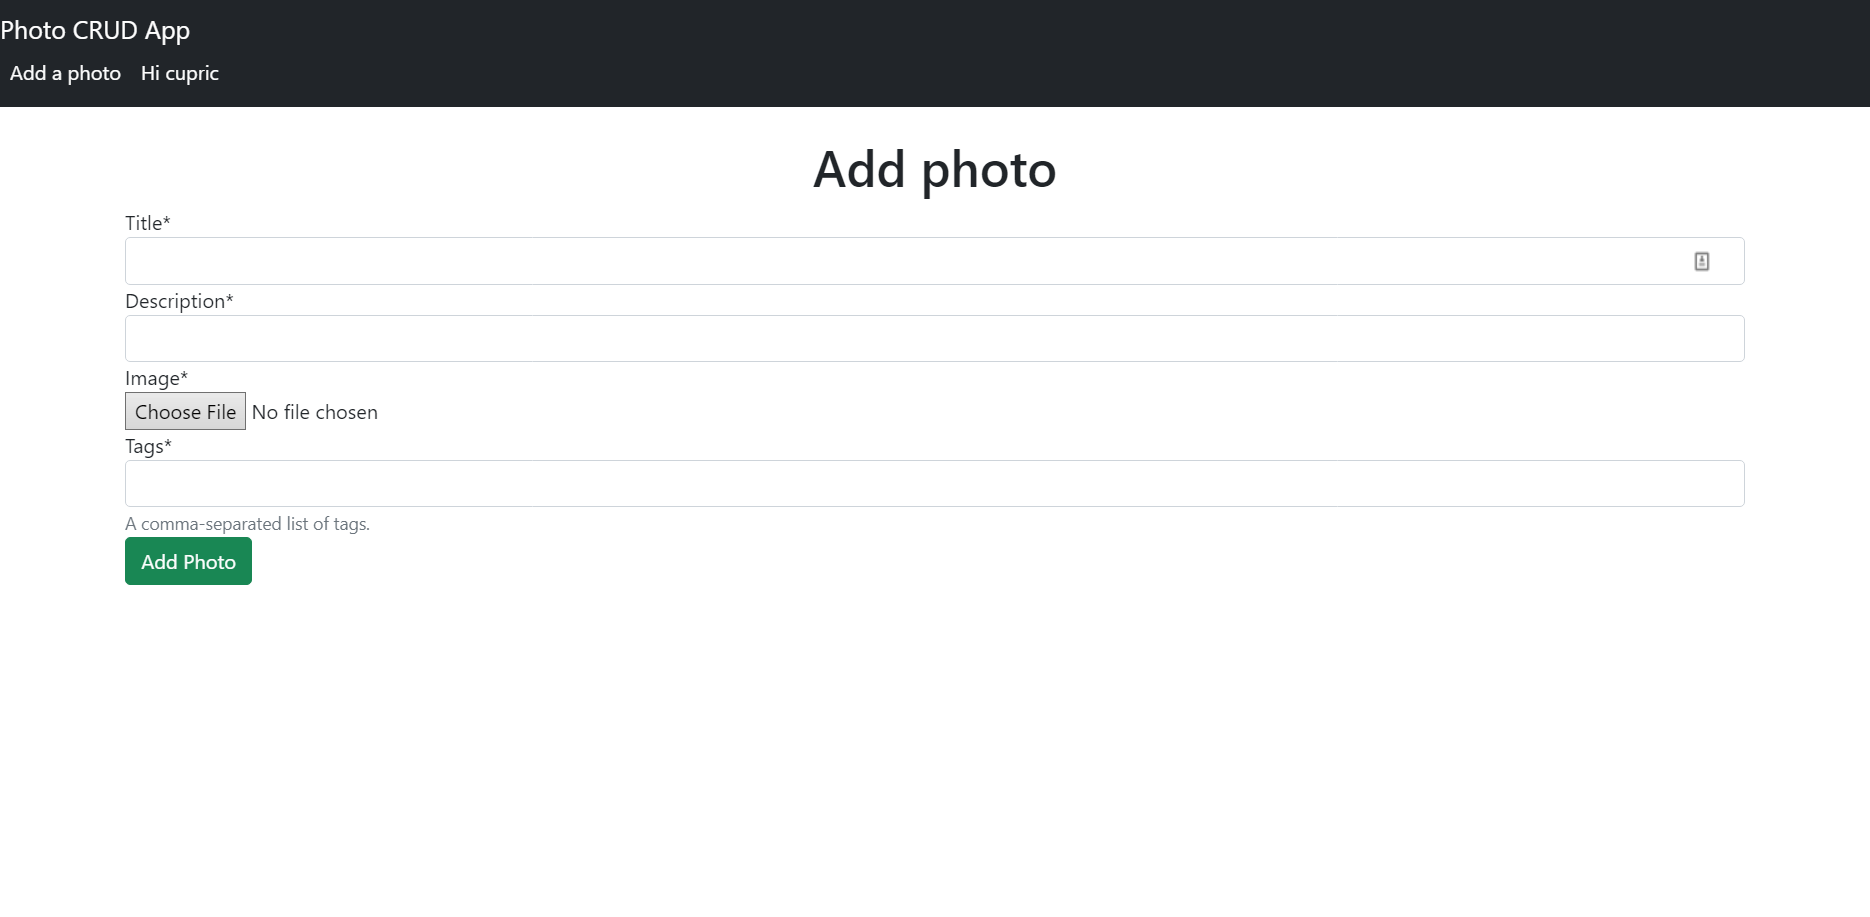 Photo CRUD App
Add a photo Hi cupric
Add photo
Title*
Description*
Image*
Choose File No file chosen
Tags*
A comma-separated list of tags.
Add Photo